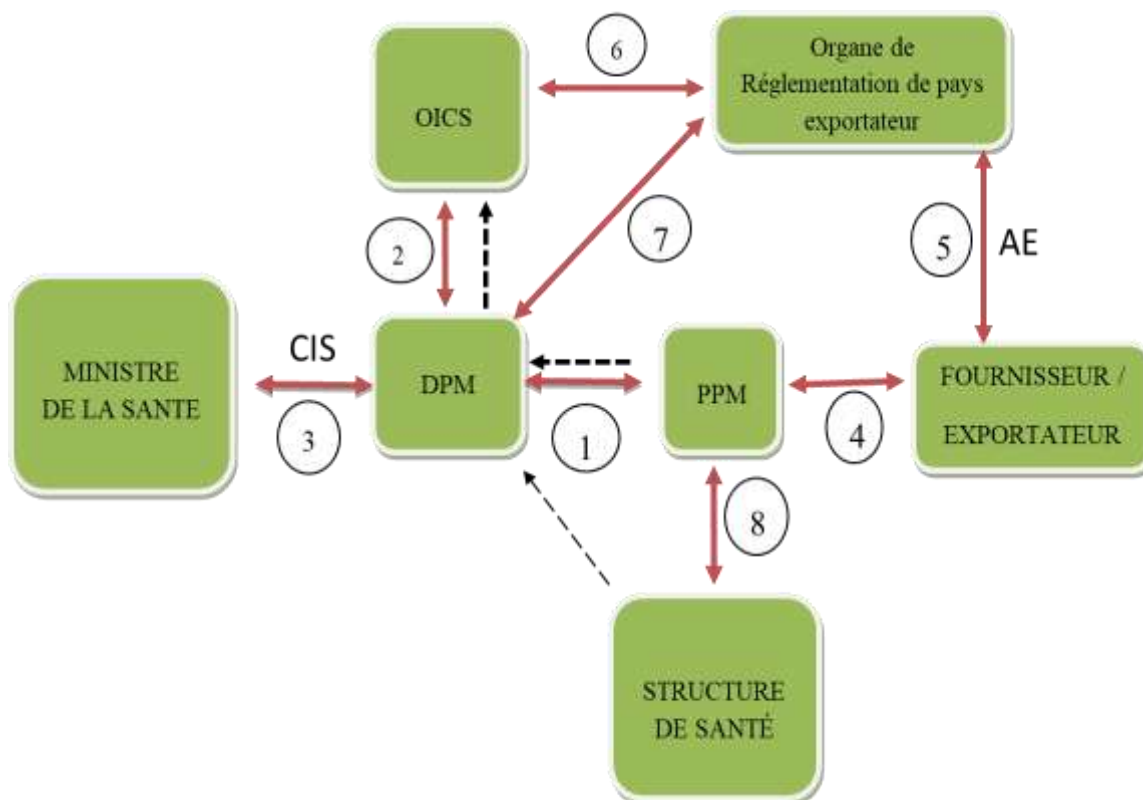 6
Organe de
Réglementation de pays
exportateur
OICS
2
7
5
AE
MINISTRE
DE LA SANTE
CIS
3
DPM
1
PPM
4
FOURNISSEUR /
EXPORTATEUR
8
STRUCTURE
DE SANTÉ